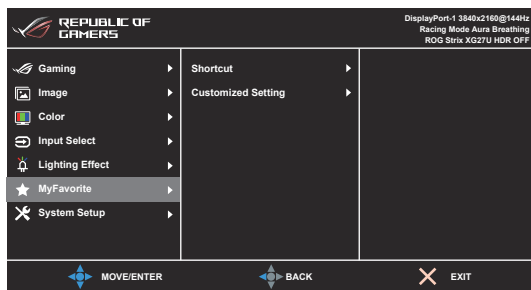 REPUBLIC OF
GAMERS
DisplayPort-1 3840x2160@144Hz
Racing Mode Aura Breathing
ROG Strix XG27U HDR OFF
Gaming
Shortcut
Image
Customized Setting
Color
Input Select
Lighting Effect
MyFavorite
System Setup
MOVE/ENTER
BACK
EXIT